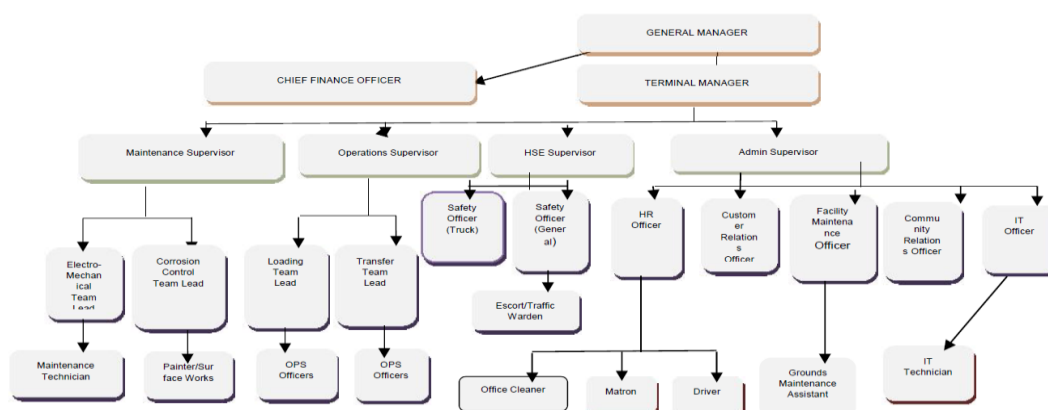 GENERAL MANAGER
CHIEF FINANCE OFFICER
TERMINAL MANAGER
Maintenance Supervisor
Operations Supervisor
HSE Supervisor
Admin Supervisor
Safety
Officer
(Truck)
Safety
Officer
(Gener
al)
HR
Officer
Custom
er
Relation
s
Officer
Facility
Maintena
nce
Officer
Commu
nity
Relation
s Officer
IT
Officer
Electro-
Mechan
ical
Team
Lead
Corrosion
Control
Team Lead
Loading
Team
Lead
Transfer
Team
Lead
Escort/Traffic
Warden
Maintenance
Technician
Painter/Sur
face Works
OPS
Officers
OPS
Officers
Office Cleaner
Matron
Driver
Grounds
Maintenance
Assistant
IT
Technician